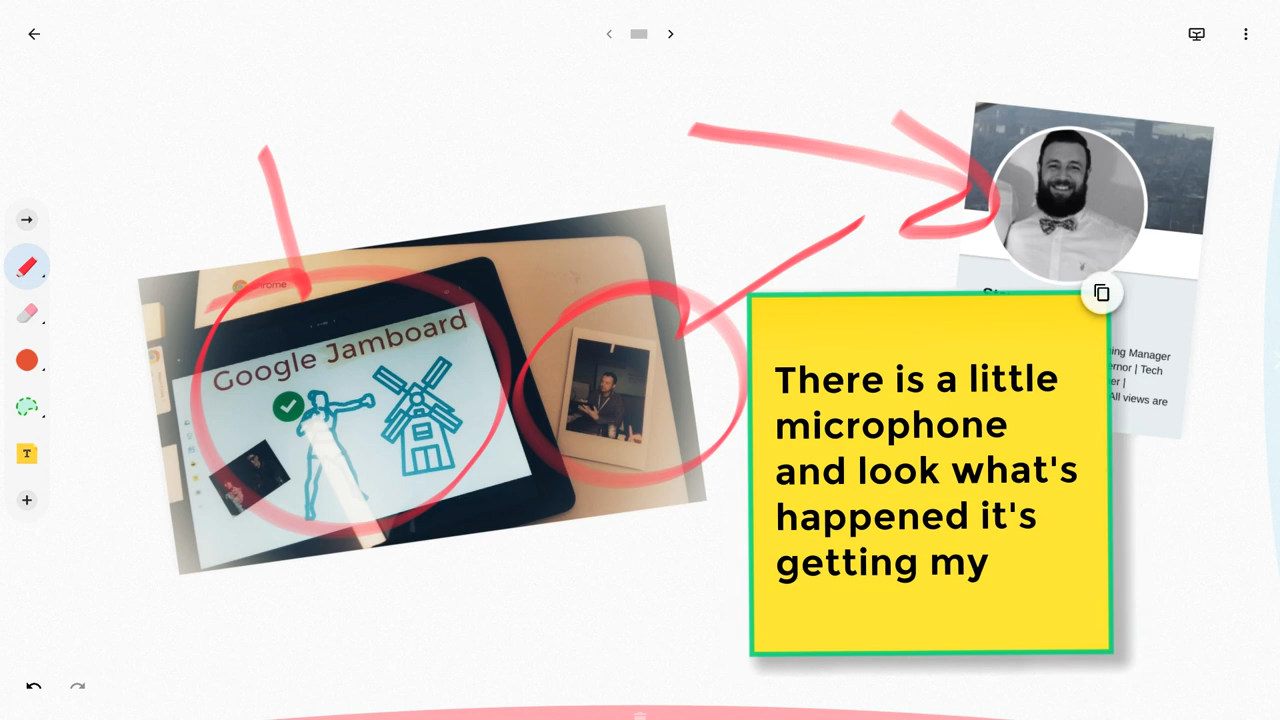 Chrome
Google Jamboard
There is a little
microphone
and look what's
happened it's
getting my
ing Manager
ernor | Tech
er |
All views are
T